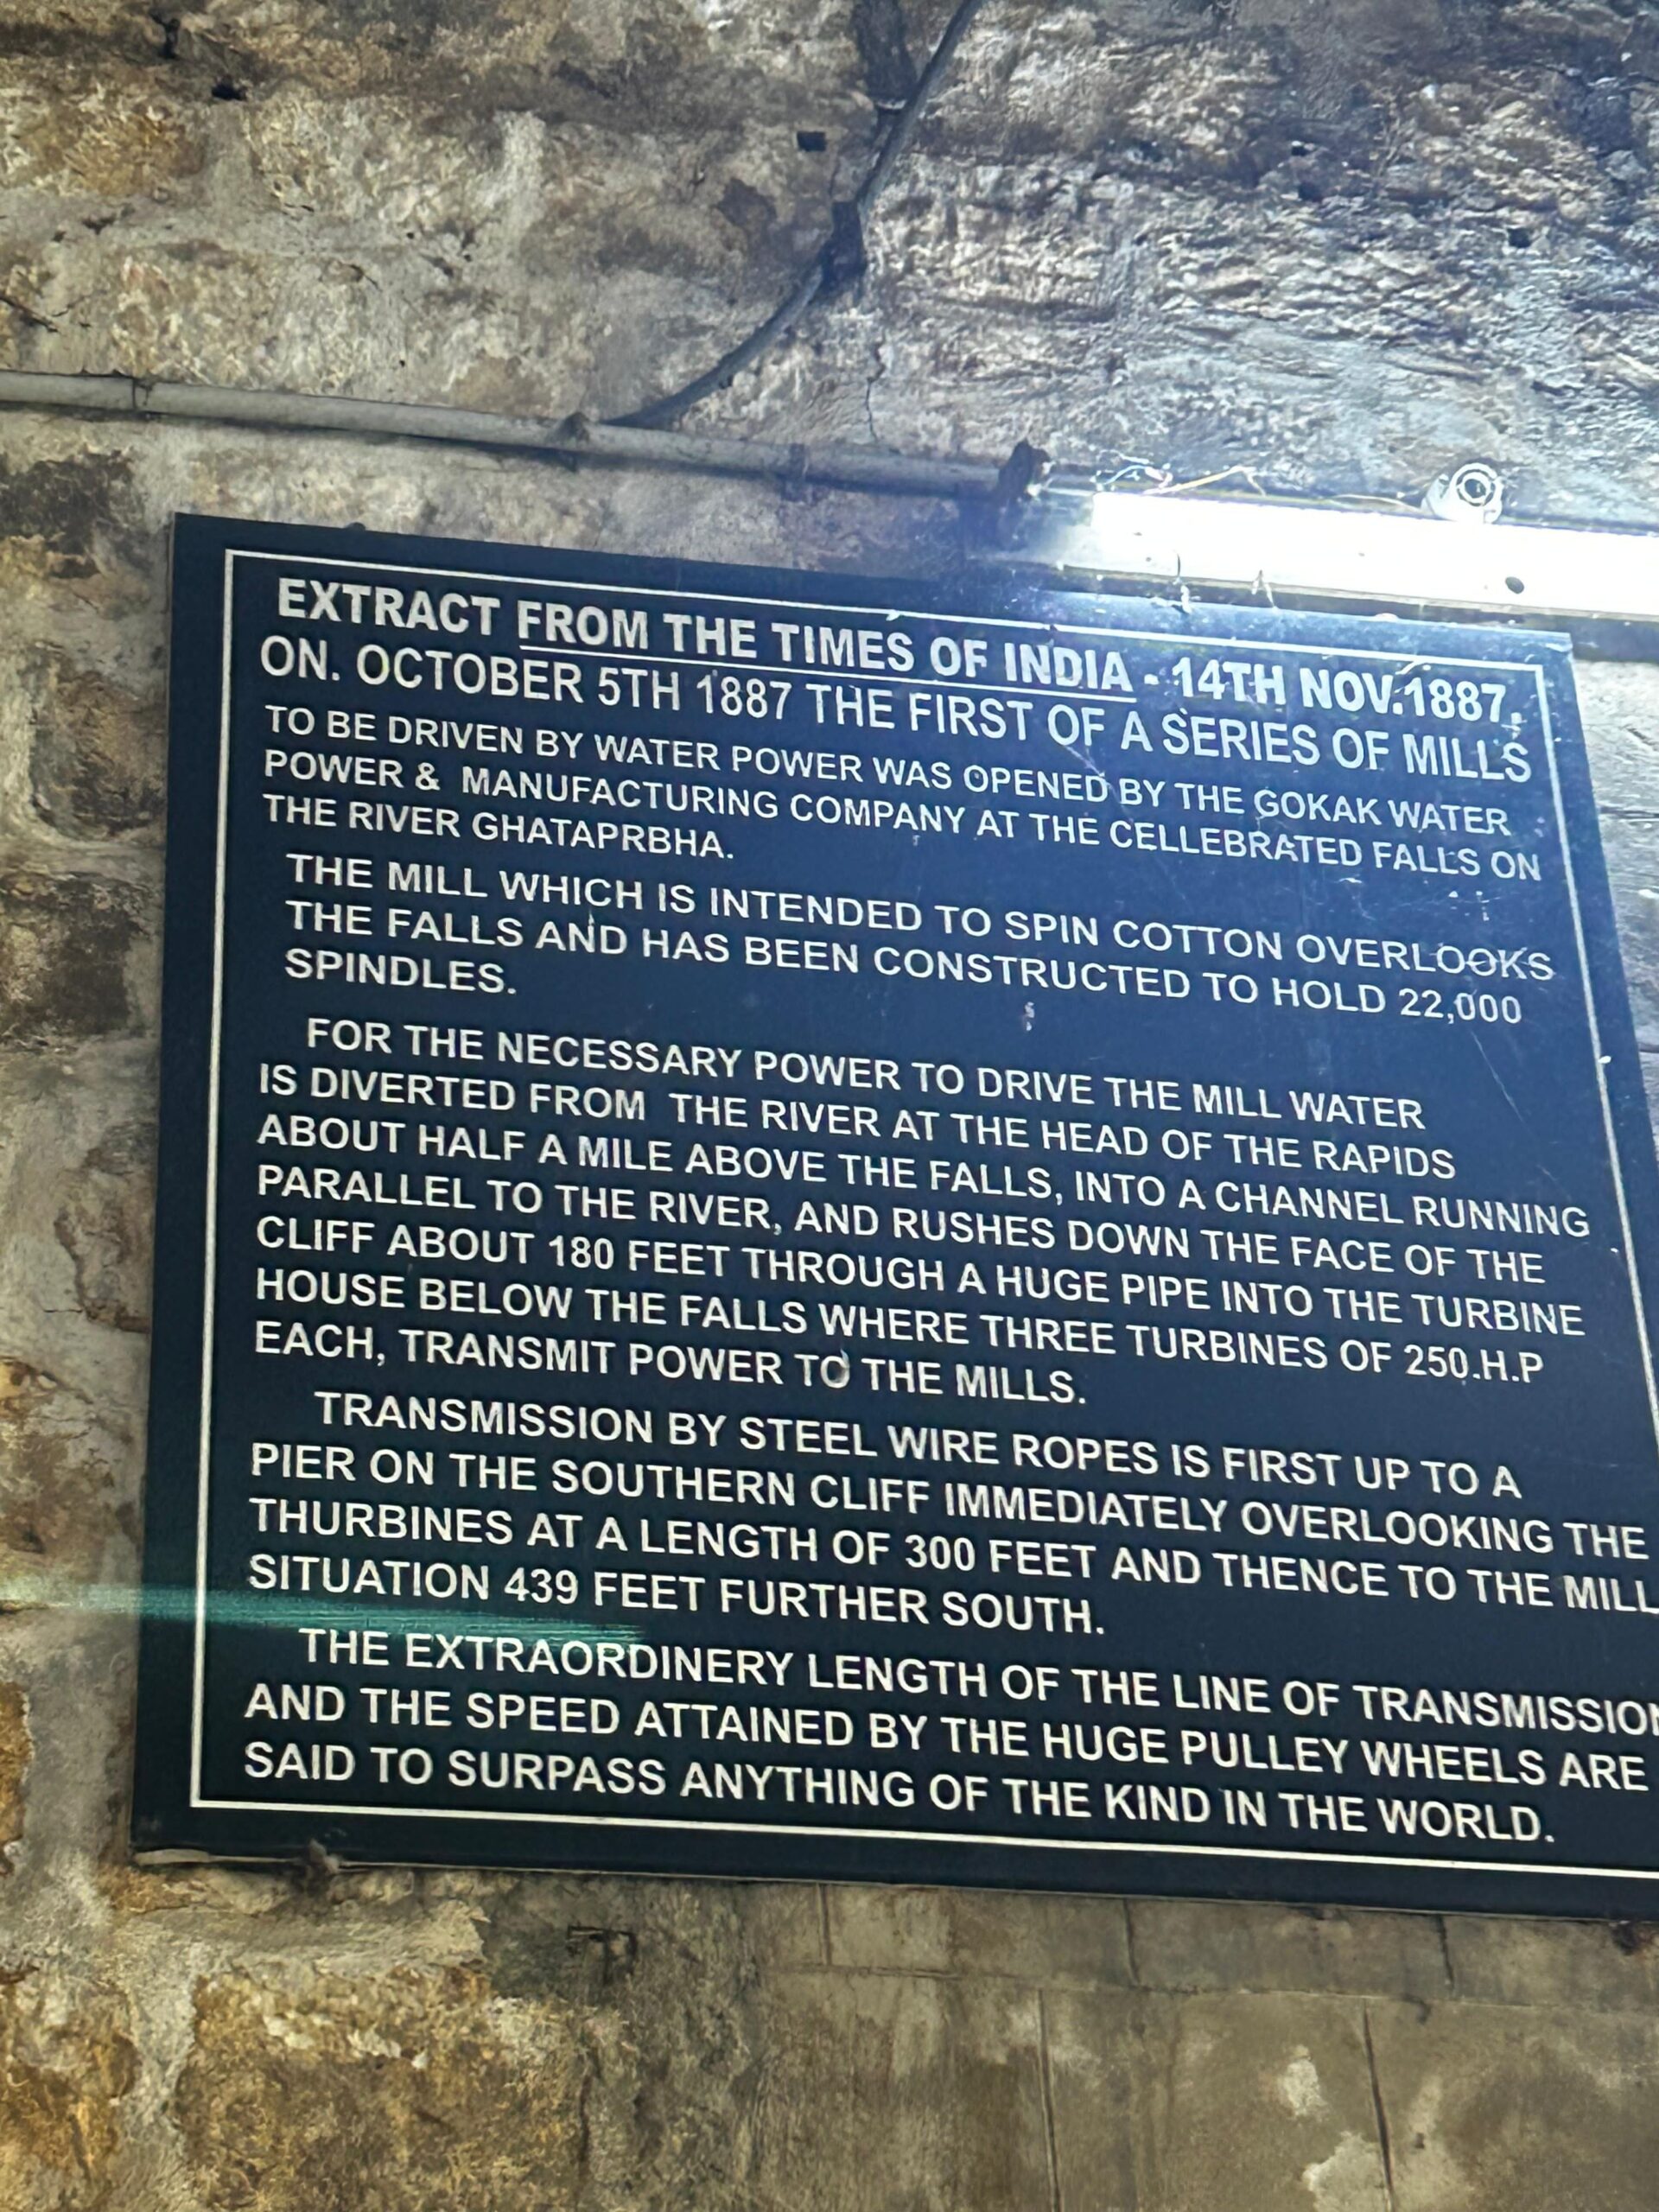 EXTRACT FROM THE TIMES OF INDIA - 14TH NOV.1887,
ON. OCTOBER 5TH 1887 THE FIRST OF A SERIES OF MILLS
TO BE DRIVEN BY WATER POWER WAS OPENED BY THE GOKAK WATER
POWER & MANUFACTURING COMPANY AT THE CELLEBRATED FALLS ON
THE RIVER GHATAPRBHA.
THE MILL WHICH IS INTENDED TO SPIN COTTON OVERLOOKS
THE FALLS AND HAS BEEN CONSTRUCTED TO HOLD 22,000
SPINDLES.
FOR THE NECESSARY POWER TO DRIVE THE MILL WATER
IS DIVERTED FROM THE RIVER AT THE HEAD OF THE RAPIDS
ABOUT HALF A MILE ABOVE THE FALLS, INTO A CHANNEL RUNNING
PARALLEL TO THE RIVER, AND RUSHES DOWN THE FACE OF THE
CLIFF ABOUT 180 FEET THROUGH A HUGE PIPE INTO THE TURBINE
HOUSE BELOW THE FALLS WHERE THREE TURBINES OF 250.H.P
EACH, TRANSMIT POWER TO THE MILLS.
TRANSMISSION BY STEEL WIRE ROPES IS FIRST UP TO A
PIER ON THE SOUTHERN CLIFF IMMEDIATELY OVERLOOKING THE
THURBINES AT A LENGTH OF 300 FEET AND THENCE TO THE MILL
SITUATION 439 FEET FURTHER SOUTH.
THE EXTRAORDINERY LENGTH OF THE LINE OF TRANSMISSION
AND THE SPEED ATTAINED BY THE HUGE PULLEY WHEELS ARE
SAID TO SURPASS ANYTHING OF THE KIND IN THE WORLD.